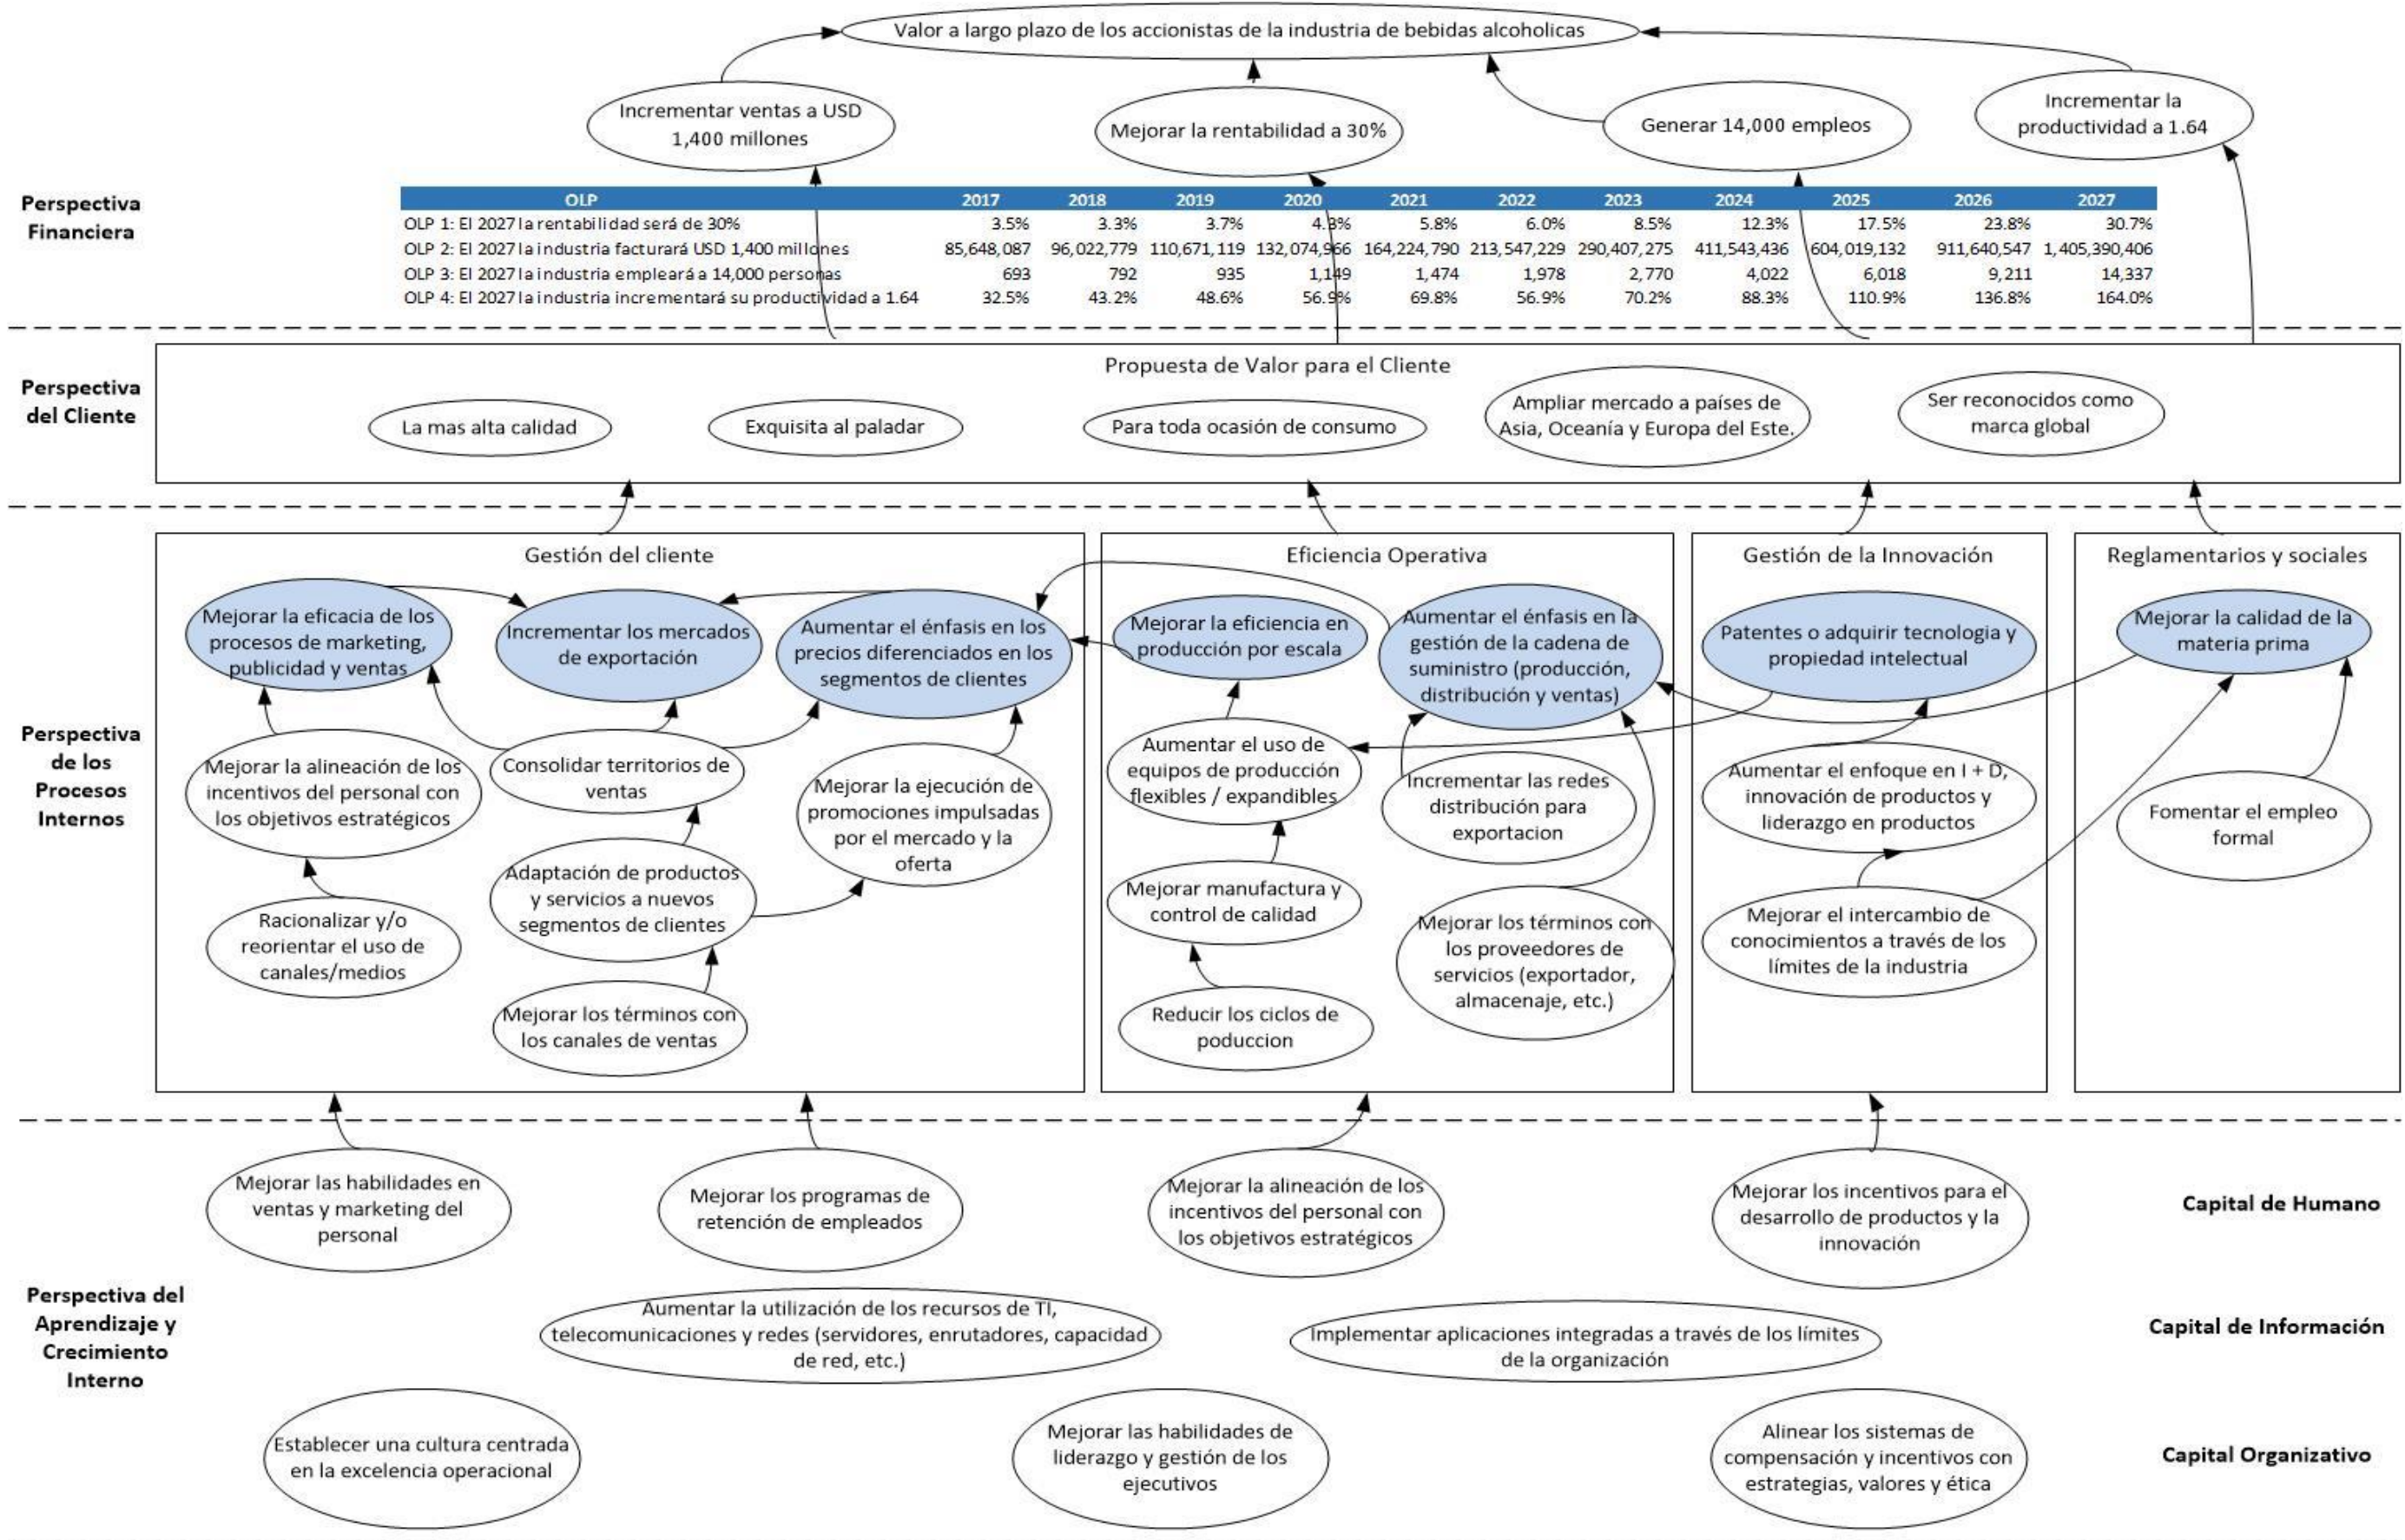 Valor a largo plazo de los accionistas de la industria de bebidas alcoholicas
Incrementar ventas a USD
1,400 millones
Mejorar la rentabilidad a 30%
Generar 14,000 empleos
Incrementar la
productividad a 1.64
Perspectiva
Financiera
OLP 2017 2018 2019 2020 2021 2022 2023 2024 2025 2026 2027
OLP 1: El 2027 la rentabilidad será de 30% 3.5% 3.3% 3.7% 4.3% 5.8% 6.0% 8.5% 12.3% 17.5% 23.8% 30.7%
OLP 2: El 2027 la industria facturará USD 1,400 millones 85,648,087 96,022,779 110,671,119 132,074,966 164,224,790 213,547,229 290,407,275 411,543,436 604,019,132 911,640,547 1,405,390,406
OLP 3: El 2027 la industria empleará a 14,000 personas 693 792 935 1,149 1,474 1,978 2,770 4,022 6,018 9,211 14,337
OLP 4: El 2027 la industria incrementará su productividad a 1.64 32.5% 43.2% 48.6% 56.9% 69.8% 56.9% 70.2% 88.3% 110.9% 136.8% 164.0%
Perspectiva
del Cliente
Propuesta de Valor para el Cliente
La mas alta calidad
Exquisita al paladar
Para toda ocasión de consumo
Ampliar mercado a países de
Asia, Oceanía y Europa del Este.
Ser reconocidos como
marca global
Perspectiva
de los
Procesos
Internos
Gestión del cliente
Mejorar la eficacia de los
procesos de marketing,
publicidad y ventas
Incrementar los mercados
de exportación
Aumentar el énfasis en los
precios diferenciados en los
segmentos de clientes
Mejorar la alineación de los
incentivos del personal con
los objetivos estratégicos
Consolidar territorios de
ventas
Mejorar la ejecución de
promociones impulsadas
por el mercado y la
oferta
Racionalizar y/o
reorientar el uso de
canales/medios
Adaptación de productos
y servicios a nuevos
segmentos de clientes
Mejorar los términos con
los canales de ventas
Eficiencia Operativa
Mejorar la eficiencia en
producción por escala
Aumentar el énfasis en la
gestión de la cadena de
suministro (producción,
distribución y ventas)
Aumentar el uso de
equipos de producción
flexibles / expandibles
Incrementar las redes
distribución para
exportacion
Mejorar manufactura y
control de calidad
Mejorar los términos con
los proveedores de
servicios (exportador,
almacenaje, etc.)
Reducir los ciclos de
poduccion
Gestión de la Innovación
Patentes o adquirir tecnologia y
propiedad intelectual
Aumentar el enfoque en I + D,
innovación de productos y
liderazgo en productos
Mejorar el intercambio de
conocimientos a través de los
límites de la industria
Reglamentarios y sociales
Mejorar la calidad de la
materia prima
Fomentar el empleo
formal
Perspectiva del
Aprendizaje y
Crecimiento
Interno
Mejorar las habilidades en
ventas y marketing del
personal
Mejorar los programas de
retención de empleados
Mejorar la alineación de los
incentivos del personal con
los objetivos estratégicos
Mejorar los incentivos para el
desarrollo de productos y la
innovación
Capital de Humano
Aumentar la utilización de los recursos de TI,
telecomunicaciones y redes (servidores, enrutadores, capacidad
de red, etc.)
Implementar aplicaciones integradas a través de los límites
de la organización
Capital de Información
Establecer una cultura centrada
en la excelencia operacional
Mejorar las habilidades de
liderazgo y gestión de los
ejecutivos
Alinear los sistemas de
compensación y incentivos con
estrategias, valores y ética
Capital Organizativo